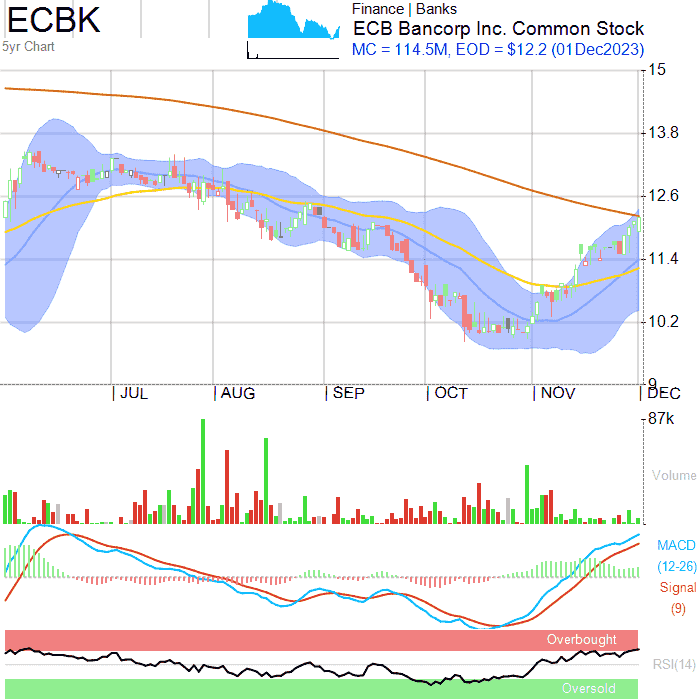 ECBK
5yr Chart
Finance | Banks
ECB Bancorp Inc. Common Stock
MC = 114.5M, EOD = $12.2 (01Dec2023)
15
13.8
12.6
11.4
10.2
9
JUL AUG SEP OCT NOV DEC
87k
Volume
MACD
(12-26)
Signal
(9)
Overbought
RSI(14)
Oversold